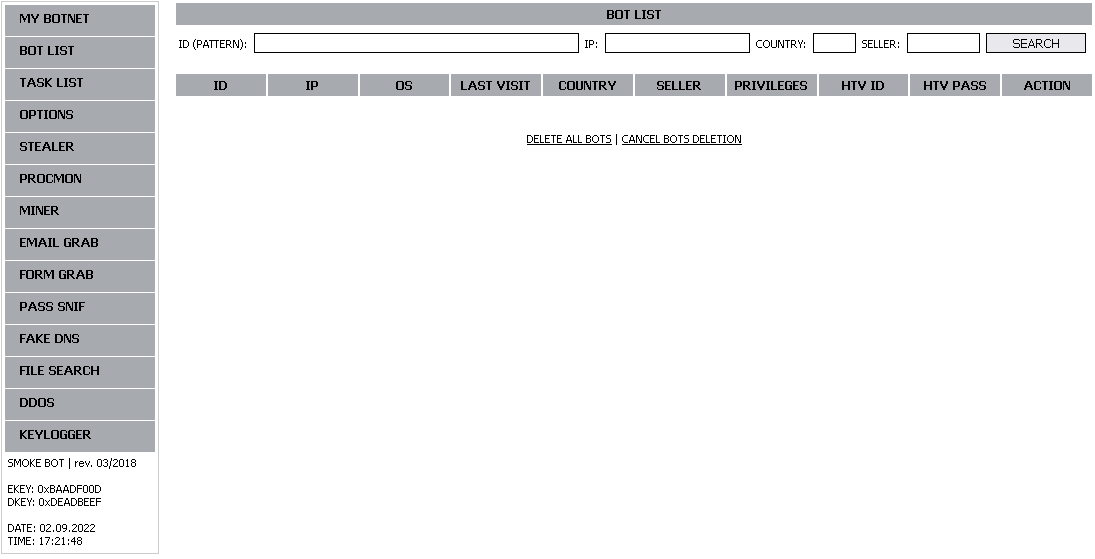 MY BOTNET
BOT LIST
TASK LIST
OPTIONS
STEALER
PROCMON
MINER
EMAIL GRAB
FORM GRAB
PASS SNIF
FAKE DNS
FILE SEARCH
DDOS
KEYLOGGER
SMOKE BOT | rev. 03/2018
EKEY: 0xBAADF00D
DKEY: 0xDEADBEEF
DATE: 02.09.2022
TIME: 17:21:48
BOT LIST
ID (PATTERN): IP: COUNTRY: SELLER: SEARCH
ID IP OS LAST VISIT COUNTRY SELLER PRIVILEGES HTV ID HTV PASS ACTION
DELETE ALL BOTS | CANCEL BOTS DELETION